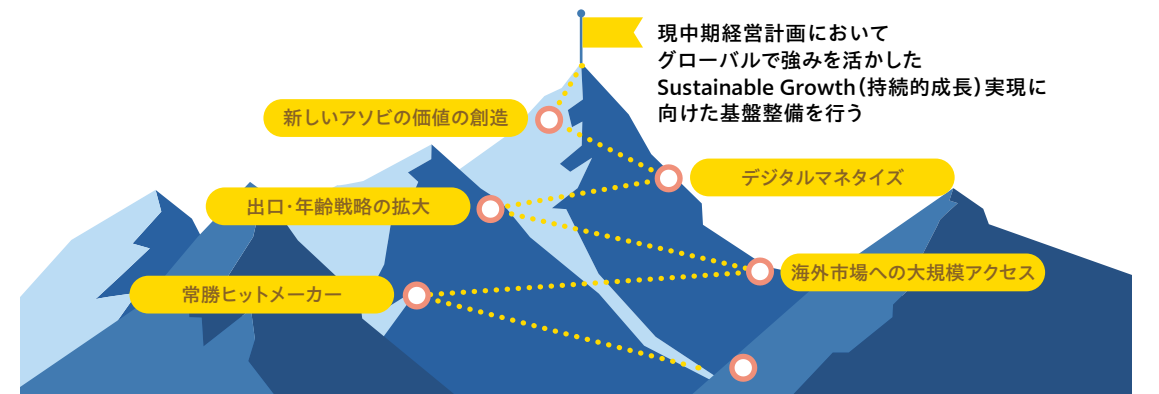 現中期経営計画において
グローバルで強みを活かした
Sustainable Growth(持続的成長)実現に
向けた基盤整備を行う
新しいアソビの価値の創造
デジタルマネタイズ
出口・年齢戦略の拡大
海外市場への大規模アクセス
常勝ヒットメーカー